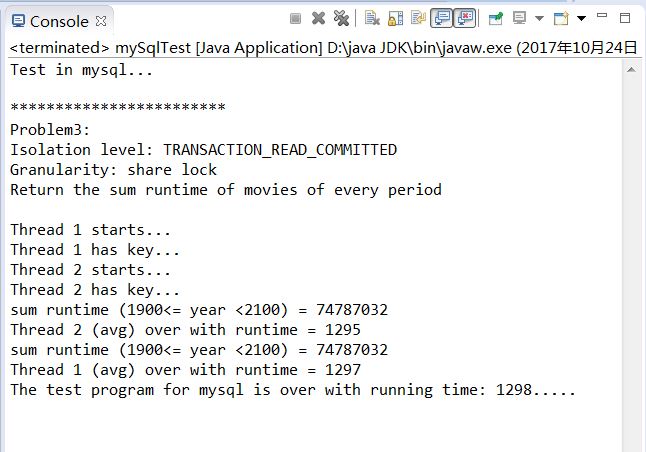 Console
<terminated> mySqlTest [Java Application] D:\java JDK\bin\javaw.exe (2017年10月24日
Test in mysql...
************************
Problem3:
Isolation level: TRANSACTION_READ_COMMITTED
Granularity: share lock
Return the sum runtime of movies of every period
Thread 1 starts...
Thread 1 has key...
Thread 2 starts...
Thread 2 has key...
sum runtime (1900<= year <2100) = 74787032
Thread 2 (avg) over with runtime = 1295
sum runtime (1900<= year <2100) = 74787032
Thread 1 (avg) over with runtime = 1297
The test program for mysql is over with running time: 1298.....